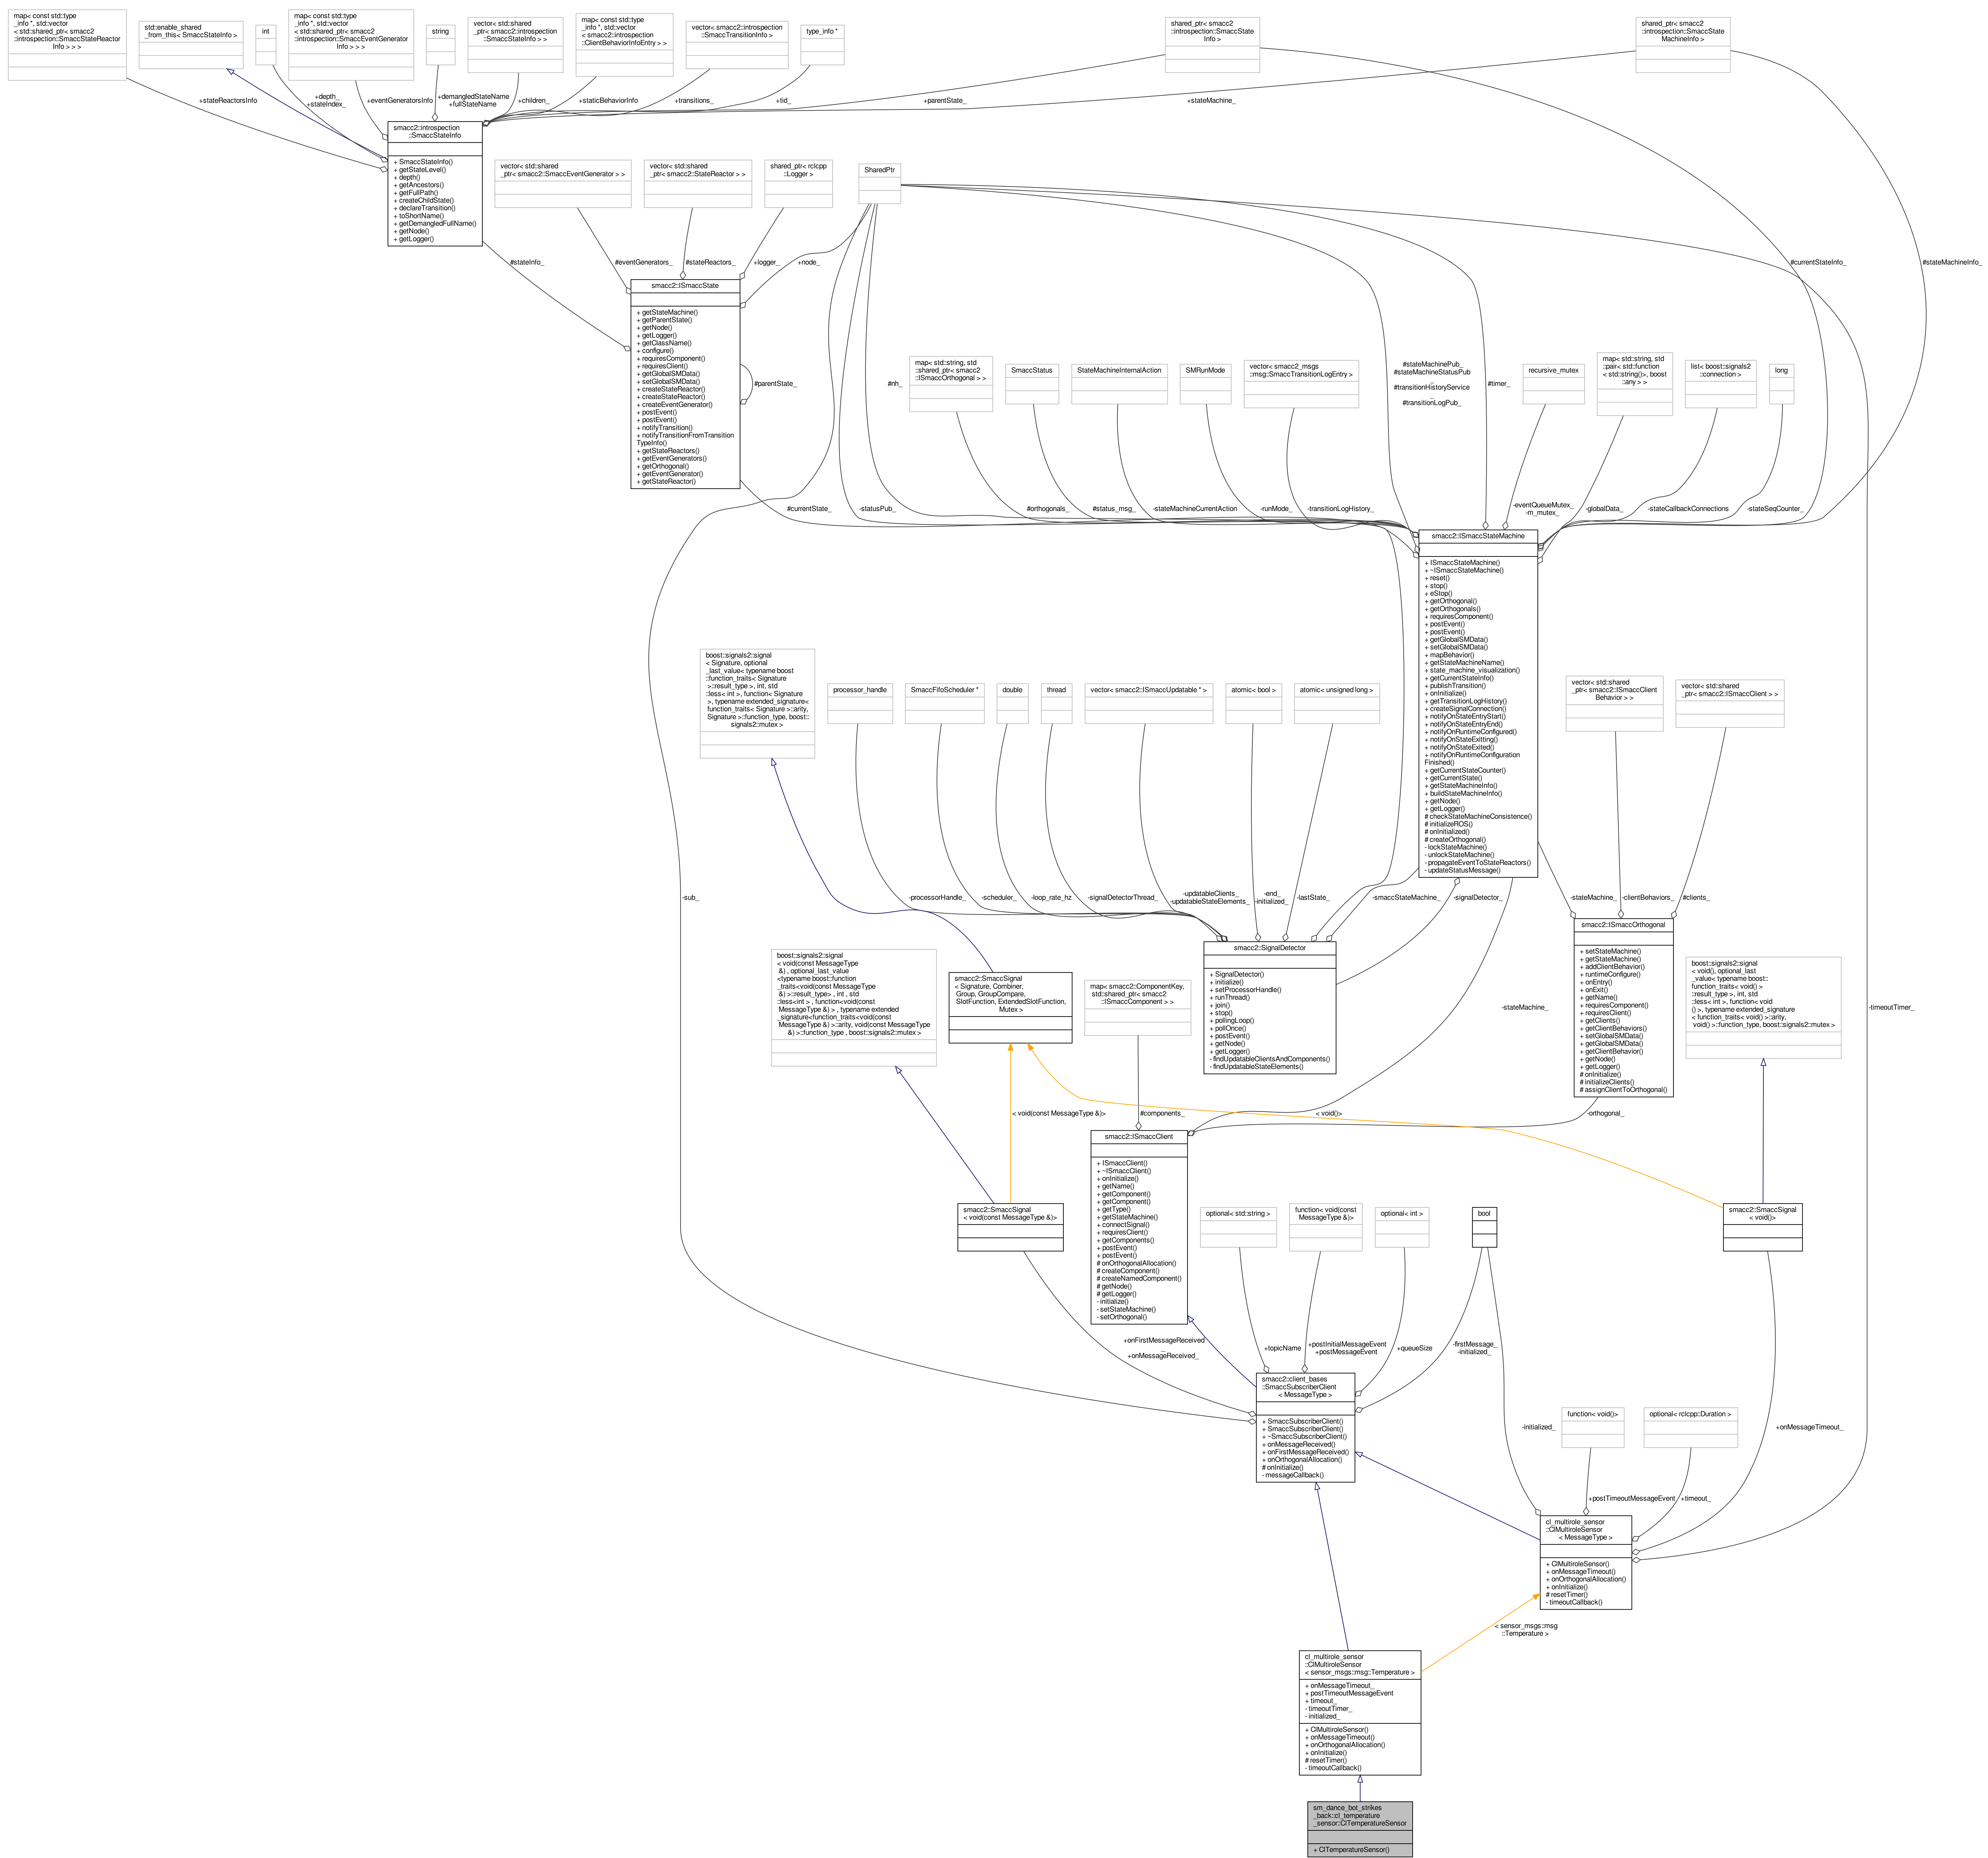 map< const std::type
_info *, std::vector
< std::shared_ptr< smacc2
::introspection::SmaccStateReactor
Info > > >
std::enable_shared
_from_this< SmaccStateInfo >
int
map< const std::type
_info *, std::vector
< std::shared_ptr< smacc2
::introspection::SmaccEventGenerator
Info > > >
string
vector< std::shared
_ptr< smacc2::introspection
::SmaccStateInfo > >
map< const std::type
_info *, std::vector
< smacc2::introspection
::ClientBehaviorInfoEntry > >
vector< smacc2::introspection
::SmaccTransitionInfo >
type_info *
shared_ptr< smacc2
::introspection::SmaccState
Info >
shared_ptr< smacc2
::introspection::SmaccState
MachineInfo >
+stateReactorsInfo
+depth_
+stateIndex_
+eventGeneratorsInfo
+demangledStateName
+fullStateName
+children_
+staticBehaviorInfo
+transitions_
+tid_
+parentState_
+stateMachine_
smacc2::introspection
::SmaccStateInfo
+ SmaccStateInfo()
+ getStateLevel()
+ depth()
+ getAncestors()
+ getFullPath()
+ createChildState()
+ declareTransition()
+ toShortName()
+ getDemangledFullName()
+ getNode()
+ getLogger()
vector< std::shared
_ptr< smacc2::SmaccEventGenerator > >
vector< std::shared
_ptr< smacc2::StateReactor > >
shared_ptr< rclcpp
::Logger >
SharedPtr
#stateInfo_
#eventGenerators_
#stateReactors_
+logger_
+node_
#currentStateInfo_
#stateMachineInfo_
smacc2::ISmaccState
+ getStateMachine()
+ getParentState()
+ getNode()
+ getLogger()
+ getClassName()
+ configure()
+ requiresComponent()
+ requiresClient()
+ getGlobalSMData()
+ setGlobalSMData()
+ createStateReactor()
+ createStateReactor()
+ createEventGenerator()
+ postEvent()
+ postEvent()
+ notifyTransition()
+ notifyTransitionFromTransition
TypeInfo()
+ getStateReactors()
+ getEventGenerators()
+ getOrthogonal()
+ getEventGenerator()
+ getStateReactor()
#parentState_
#nh_
map< std::string, std
::shared_ptr< smacc2
::ISmaccOrthogonal > >
SmaccStatus
StateMachineInternalAction
SMRunMode
vector< smacc2_msgs
::msg::SmaccTransitionLogEntry >
#stateMachinePub_
#stateMachineStatusPub
_
#transitionHistoryService
_
#transitionLogPub_
#timer_
recursive_mutex
map< std::string, std
::pair< std::function
< std::string()>, boost
::any > >
list< boost::signals2
::connection >
long
#currentState_
-statusPub_
#orthogonals_
#status_msg_
-stateMachineCurrentAction
-runMode_
-transitionLogHistory_
-eventQueueMutex_
-m_mutex_
-globalData_
-stateCallbackConnections
-stateSeqCounter_
smacc2::ISmaccStateMachine
+ ISmaccStateMachine()
+ ~ISmaccStateMachine()
+ reset()
+ stop()
+ eStop()
+ getOrthogonal()
+ getOrthogonals()
+ requiresComponent()
+ postEvent()
+ postEvent()
+ getGlobalSMData()
+ setGlobalSMData()
+ mapBehavior()
+ getStateMachineName()
+ state_machine_visualization()
+ getCurrentStateInfo()
+ publishTransition()
+ onInitialize()
+ getTransitionLogHistory()
+ createSignalConnection()
+ notifyOnStateEntryStart()
+ notifyOnStateEntryEnd()
+ notifyOnRuntimeConfigured()
+ notifyOnStateExitting()
+ notifyOnStateExited()
+ notifyOnRuntimeConfiguration
Finished()
+ getCurrentStateCounter()
+ getCurrentState()
+ getStateMachineInfo()
+ buildStateMachineInfo()
+ getNode()
+ getLogger()
# checkStateMachineConsistence()
# initializeROS()
# onInitialized()
# createOrthogonal()
- lockStateMachine()
- unlockStateMachine()
- propagateEventToStateReactors()
- updateStatusMessage()
boost::signals2::signal
< Signature, optional
_last_value< typename boost
::function_traits< Signature
>::result_type >, int, std
::less< int >, function< Signature
>, typename extended_signature<
function_traits< Signature >::arity,
Signature >::function_type, boost::
signals2::mutex >
processor_handle
SmaccFifoScheduler *
double
thread
vector< smacc2::ISmaccUpdatable * >
atomic< bool >
atomic< unsigned long >
vector< std::shared
_ptr< smacc2::ISmaccClient
Behavior > >
vector< std::shared
_ptr< smacc2::ISmaccClient > >
-sub_
-processorHandle_
-scheduler_
-loop_rate_hz
-signalDetectorThread_
-updatableClients_
-updatableStateElements_
-end_
-initialized_
-lastState_
-smaccStateMachine_
-signalDetector_
-stateMachine_
-clientBehaviors_
#clients_
smacc2::SignalDetector
+ SignalDetector()
+ initialize()
+ setProcessorHandle()
+ runThread()
+ join()
+ stop()
+ pollingLoop()
+ pollOnce()
+ postEvent()
+ getNode()
+ getLogger()
- findUpdatableClientsAndComponents()
- findUpdatableStateElements()
smacc2::ISmaccOrthogonal
+ setStateMachine()
+ getStateMachine()
+ addClientBehavior()
+ runtimeConfigure()
+ onEntry()
+ onExit()
+ getName()
+ requiresComponent()
+ requiresClient()
+ getClients()
+ getClientBehaviors()
+ setGlobalSMData()
+ getGlobalSMData()
+ getClientBehavior()
+ getNode()
+ getLogger()
# onInitialize()
# initializeClients()
# assignClientToOrthogonal()
boost::signals2::signal
< void(const MessageType
&) , optional_last_value
<typename boost::function
_traits<void(const MessageType
&) >::result_type> , int , std
::less<int > , function<void(const
MessageType &) > , typename extended
_signature<function_traits<void(const
MessageType &) >::arity, void(const MessageType
&) >::function_type , boost::signals2::mutex >
smacc2::SmaccSignal
< Signature, Combiner,
Group, GroupCompare,
SlotFunction, ExtendedSlotFunction,
Mutex >
map< smacc2::ComponentKey,
std::shared_ptr< smacc2
::ISmaccComponent > >
boost::signals2::signal
< void(), optional_last
_value< typename boost::
function_traits< void() >
::result_type >, int, std
::less< int >, function< void
() >, typename extended_signature
< function_traits< void() >::arity,
void() >::function_type, boost::signals2::mutex >
-stateMachine_
-timeoutTimer_
< void(const MessageType &)>
#components_
< void()>
-orthogonal_
smacc2::ISmaccClient
+ ISmaccClient()
+ ~ISmaccClient()
+ onInitialize()
+ getName()
+ getComponent()
+ getComponent()
+ getType()
+ getStateMachine()
+ connectSignal()
+ requiresClient()
+ getComponents()
+ postEvent()
+ postEvent()
# onOrthogonalAllocation()
# createComponent()
# createNamedComponent()
# getNode()
# getLogger()
- initialize()
- setStateMachine()
- setOrthogonal()
smacc2::SmaccSignal
< void(const MessageType &)>
optional< std::string >
function< void(const
MessageType &)>
optional< int >
bool
smacc2::SmaccSignal
< void()>
+onFirstMessageReceived
_
+onMessageReceived_
+topicName
+postInitialMessageEvent
+postMessageEvent
+queueSize
-firstMessage_
-initialized_
smacc2::client_bases
::SmaccSubscriberClient
< MessageType >
+ SmaccSubscriberClient()
+ SmaccSubscriberClient()
+ ~SmaccSubscriberClient()
+ onMessageReceived()
+ onFirstMessageReceived()
+ onOrthogonalAllocation()
# onInitialize()
- messageCallback()
function< void()>
optional< rclcpp::Duration >
-initialized_
+onMessageTimeout_
+postTimeoutMessageEvent
+timeout_
cl_multirole_sensor
::ClMultiroleSensor
< MessageType >
+ ClMultiroleSensor()
+ onMessageTimeout()
+ onOrthogonalAllocation()
+ onInitialize()
# resetTimer()
- timeoutCallback()
< sensor_msgs::msg
::Temperature >
cl_multirole_sensor
::ClMultiroleSensor
< sensor_msgs::msg::Temperature >
+ onMessageTimeout_
+ postTimeoutMessageEvent
+ timeout_
- timeoutTimer_
- initialized_
+ ClMultiroleSensor()
+ onMessageTimeout()
+ onOrthogonalAllocation()
+ onInitialize()
# resetTimer()
- timeoutCallback()
sm_dance_bot_strikes
_back::cl_temperature
_sensor::ClTemperatureSensor
+ ClTemperatureSensor()